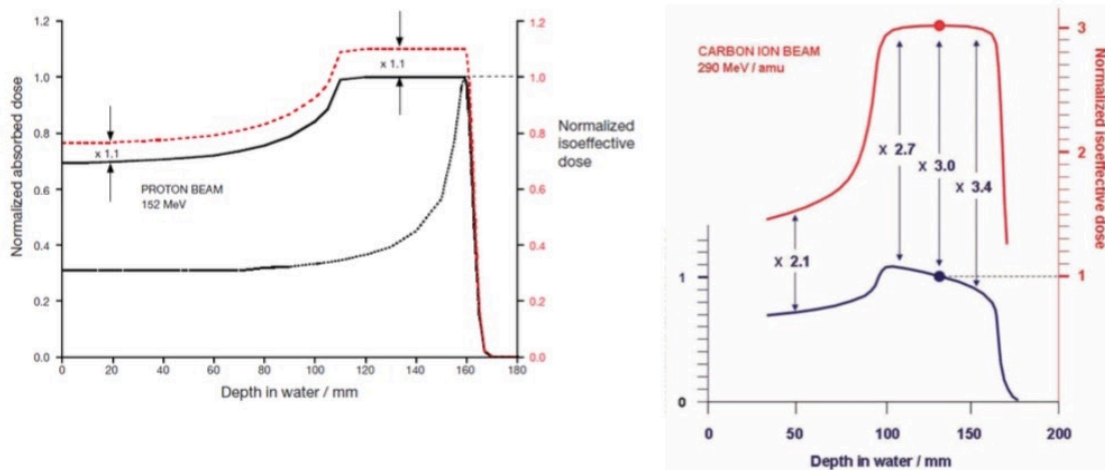 1.2
1.0
0.8
0.6
0.4
0.2
0.0
Normalized absorbed dose
x 1.1
x 1.1
PROTON BEAM
152 MeV
0
20
40
60
80
100
120
140
160
180
Depth in water / mm
1.2
1.0
0.8
0.6
0.4
0.2
0.0
Normalized
isoeffective
dose
CARBON ION BEAM
290 MeV / amu
X 2.1
X 2.7
X 3.0
X 3.4
1
0
3
2
1
Normalized isoeffective dose
0
50
100
150
200
Depth in water / mm